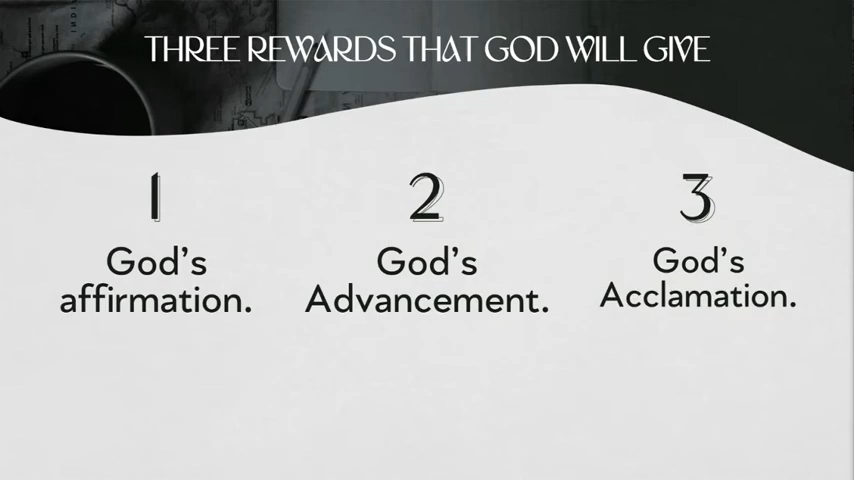 THREE REWARDS THAT GOD WILL GIVE
1
God's
affirmation.
2
God's
Advancement.
3
God's
Acclamation.